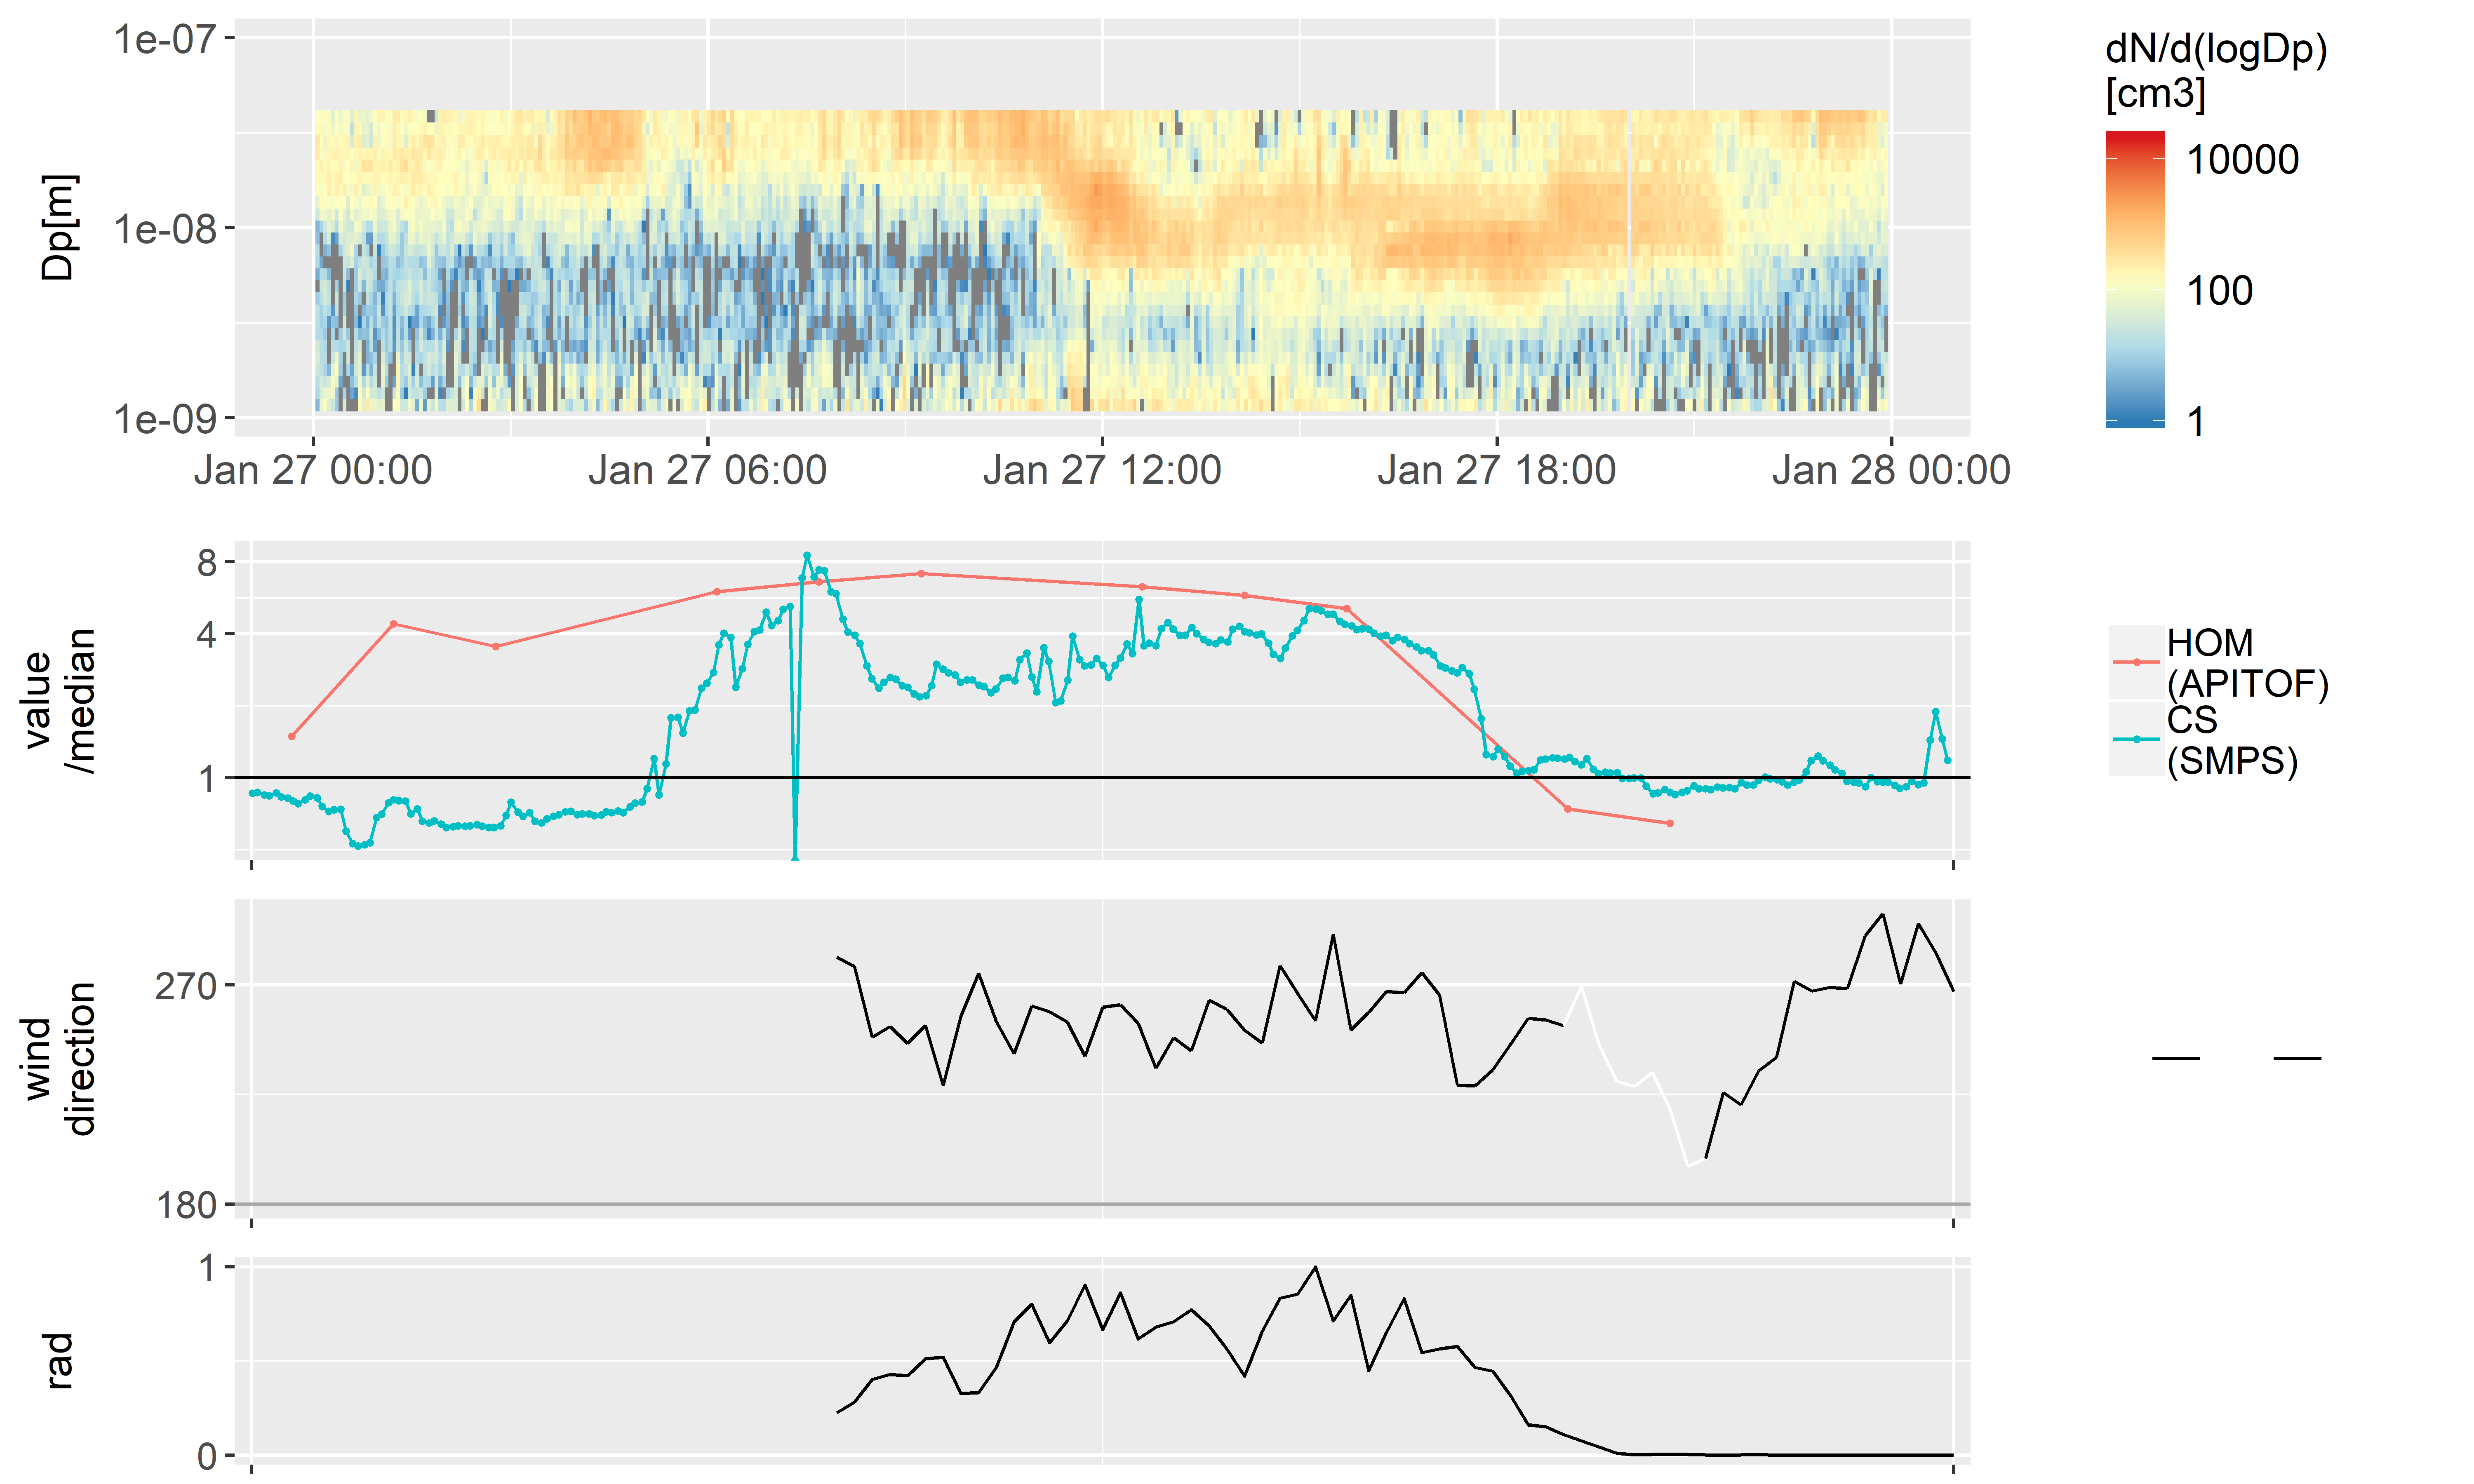 1e-07
1e-08
1e-09
Dp[m]
Jan 27 00:00
Jan 27 06:00
Jan 27 12:00
Jan 27 18:00
Jan 28 00:00
dN/d(logDp)
[cm3]
10000
100
1
value
/median
8
4
1
HOM
(APITOF)
CS
(SMPS)
wind
direction
270
180
rad
1
0